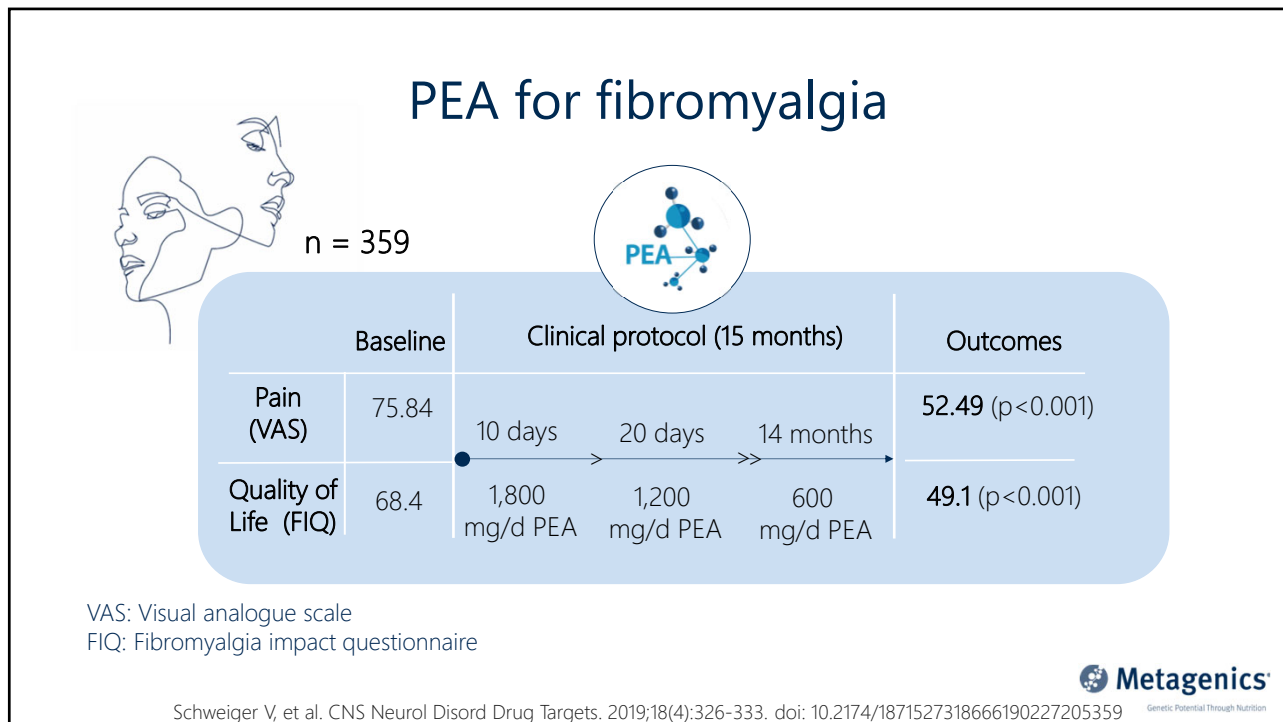 PEA for fibromyalgia
n = 359
PEA
Baseline
Clinical protocol (15 months)
Outcomes
Pain
(VAS)
75.84
52.49 (p<0.001)
10 days
20 days
14 months
Quality of
Life (FIQ)
68.4
1,800
mg/d PEA
1,200
mg/d PEA
600
mg/d PEA
49.1 (p<0.001)
VAS: Visual analogue scale
FIQ: Fibromyalgia impact questionnaire
Metagenics
Genetic Potential Through Nutrition
Schweiger V, et al. CNS Neurol Disord Drug Targets. 2019;18(4):326-333. doi: 10.2174/1871527318666190227205359